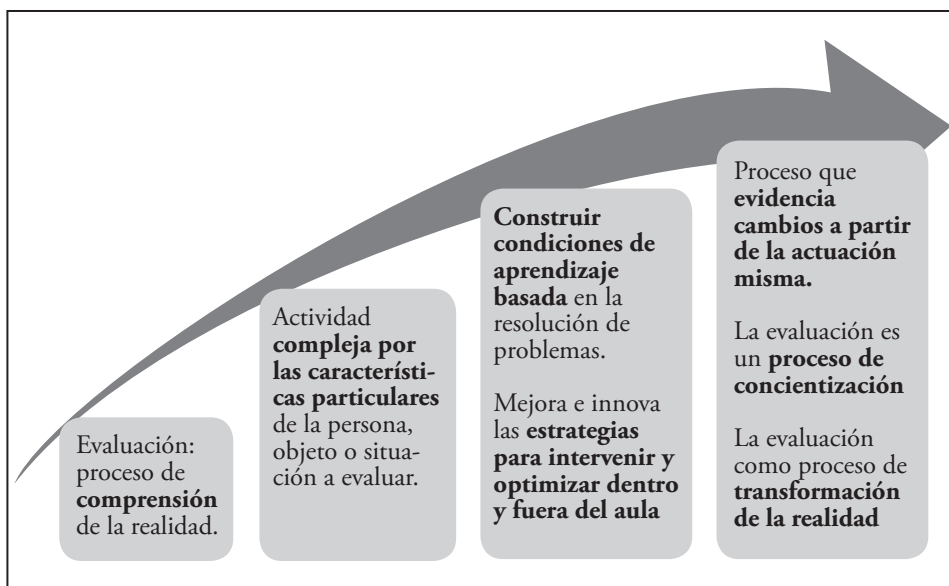 Evaluación:
proceso de
comprensión
de la realidad.
Actividad
compleja por
las característi-
cas particulares
de la persona,
objeto o situa-
ción a evaluar.
Construir
condiciones de
aprendizaje
basada en la
resolución de
problemas.
Mejora e innova
las estrategias
para intervenir y
optimizar dentro
y fuera del aula
Proceso que
evidencia
cambios a partir
de la actuación
misma.
La evaluación es
un proceso de
concientización
La evaluación
como proceso de
transformación
de la realidad